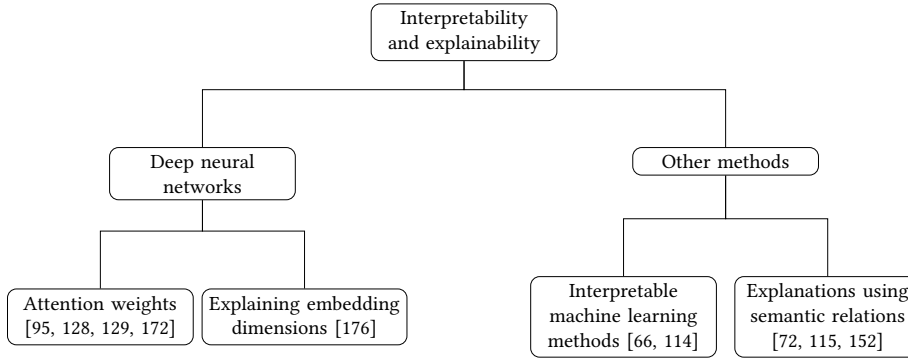 Interpretability
and explainability
Deep neural
networks
Other methods
Attention weights
[95, 128, 129, 172]
Explaining embedding
dimensions [176]
Interpretable
machine learning
methods [66, 114]
Explanations using
semantic relations
[72, 115, 152]